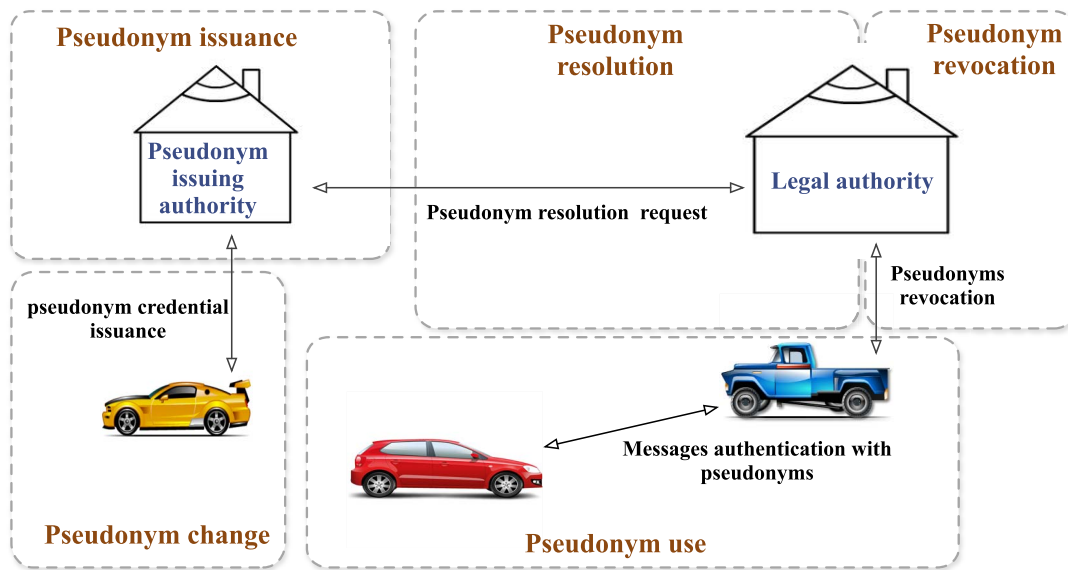 Pseudonym issuance
Pseudonym
resolution
Pseudonym
revocation
Pseudonym
issuing
authority
Legal authority
Pseudonym resolution request
pseudonym credential
issuance
Pseudonyms
revocation
Messages authentication with
pseudonyms
Pseudonym change
Pseudonym use